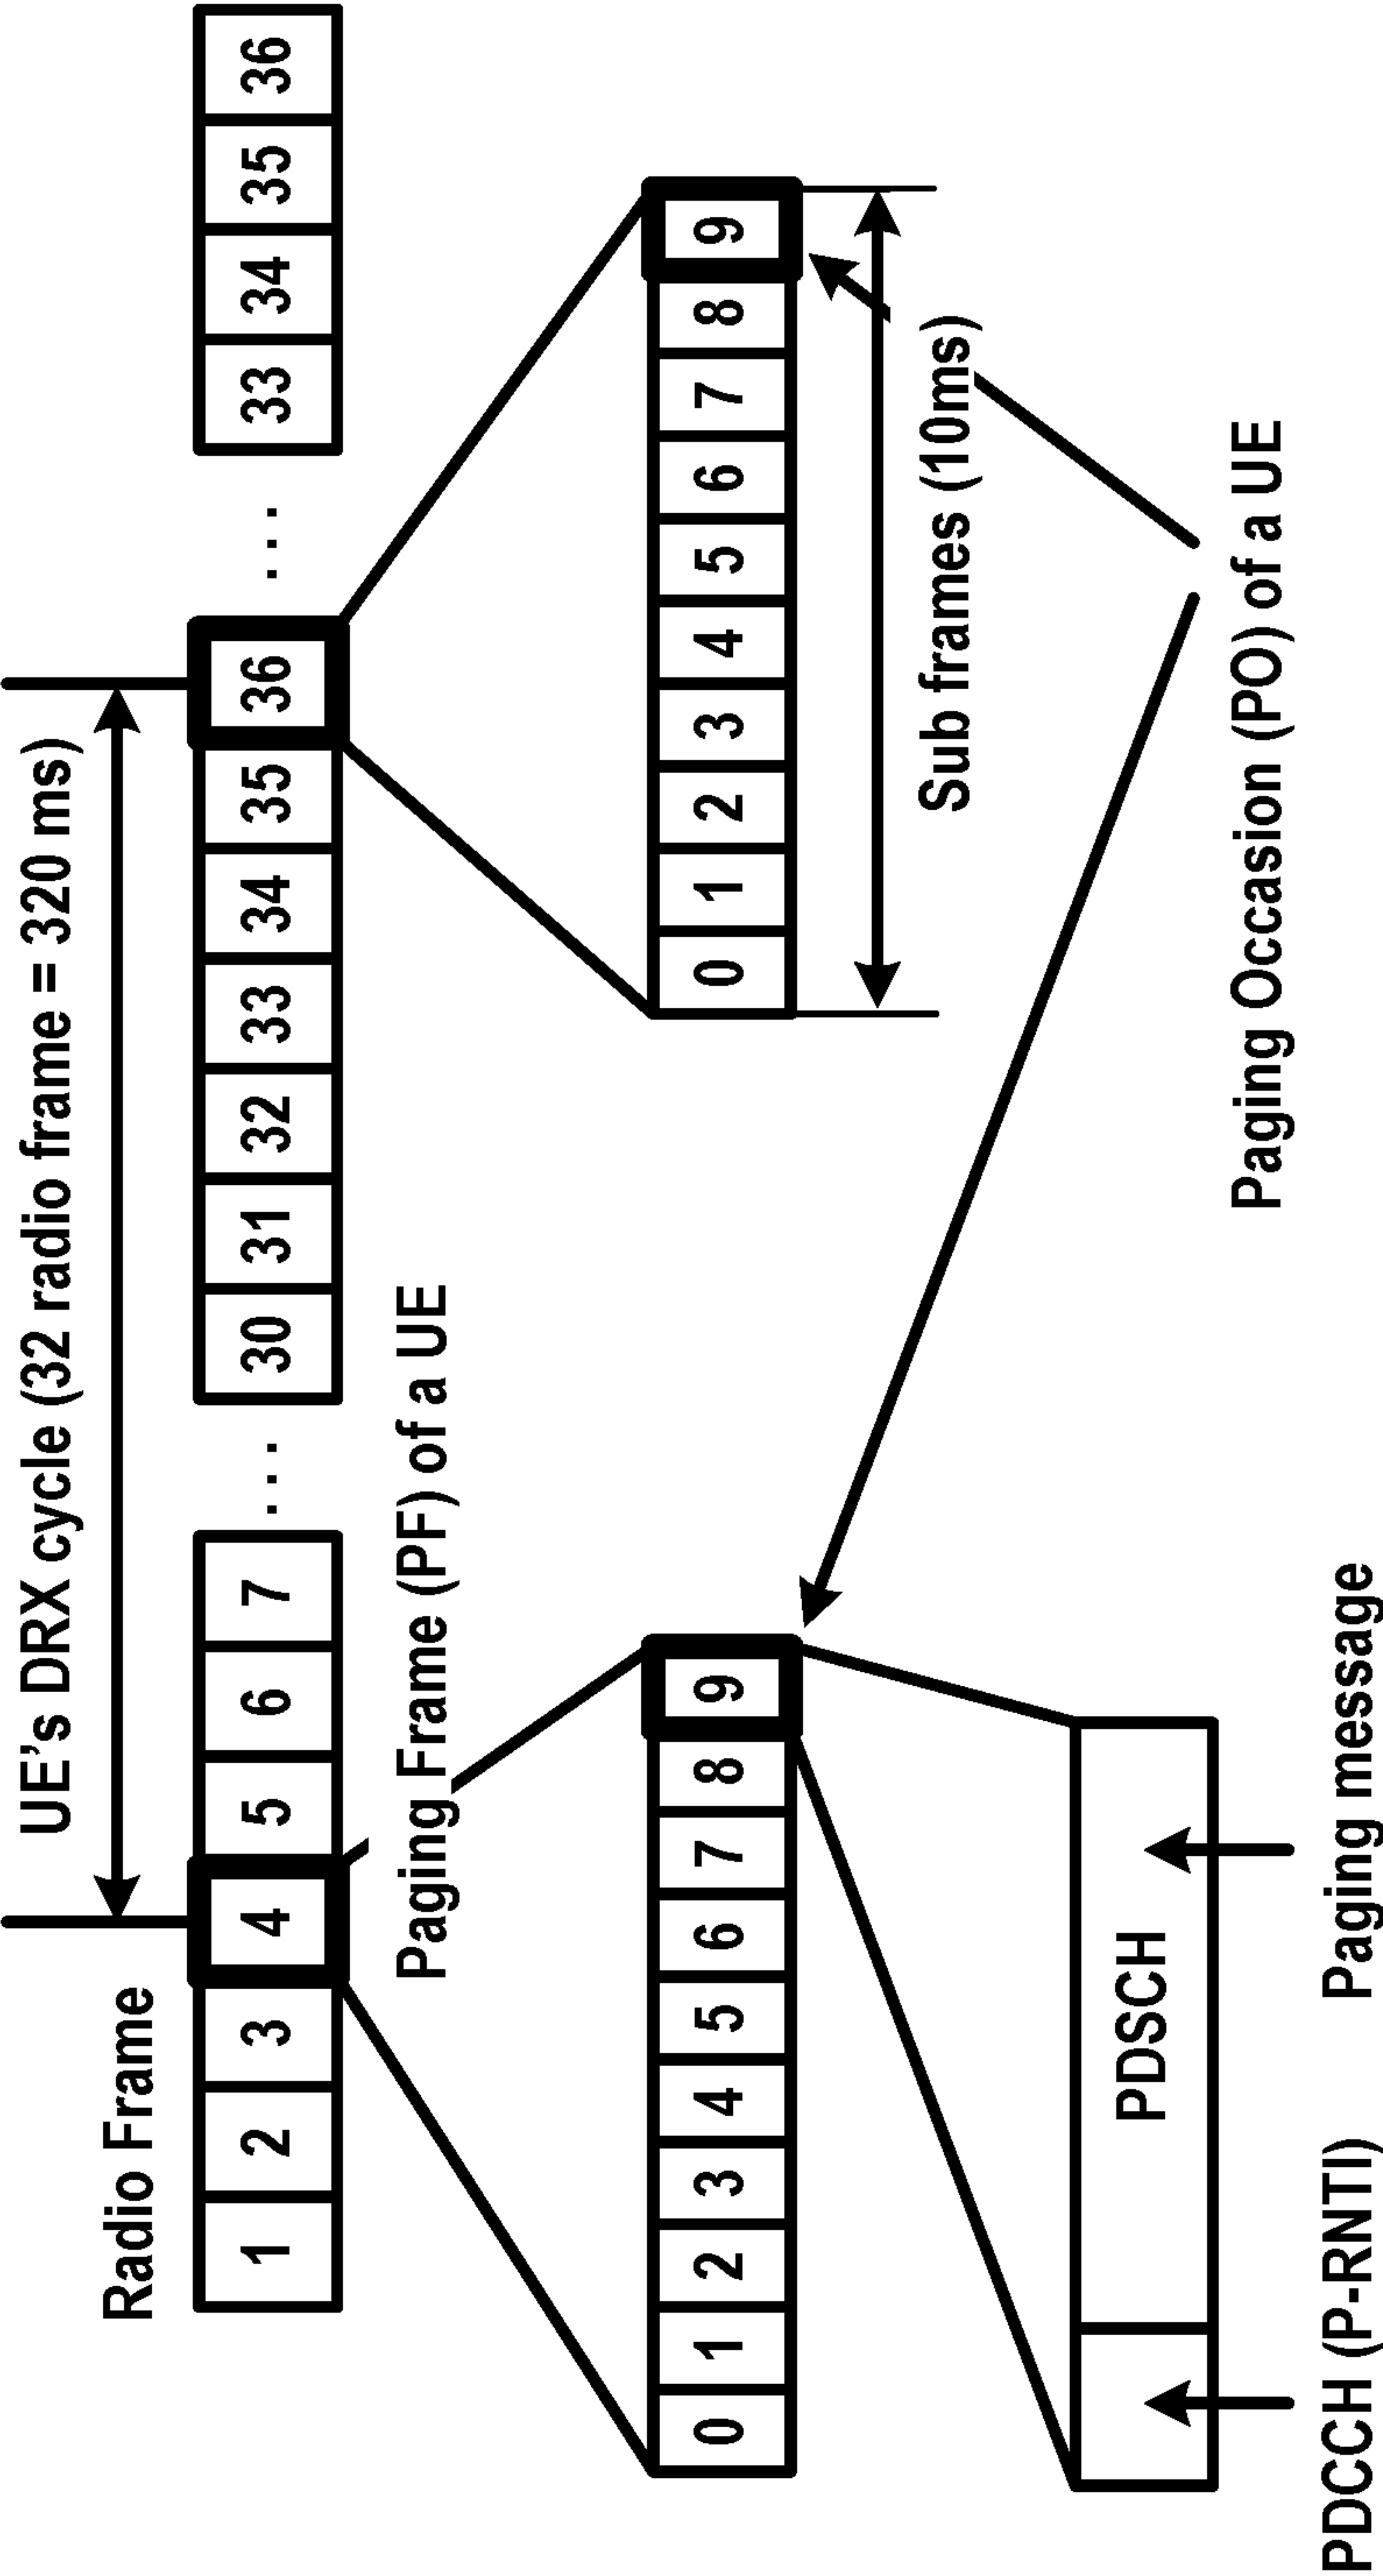 UE's DRX cycle (32 radio frame = 320 ms)
Radio Frame
1 2 3 4 5 6 7 ... 30 31 32 33 34 35 36 ... 33 34 35 36
Paging Frame (PF) of a UE
0 1 2 3 4 5 6 7 8 9
0 1 2 3 4 5 6 7 8 9
Sub frames (10ms)
PDSCH
Paging Occasion (PO) of a UE
PDCCH (P-RNTI)
Paging message